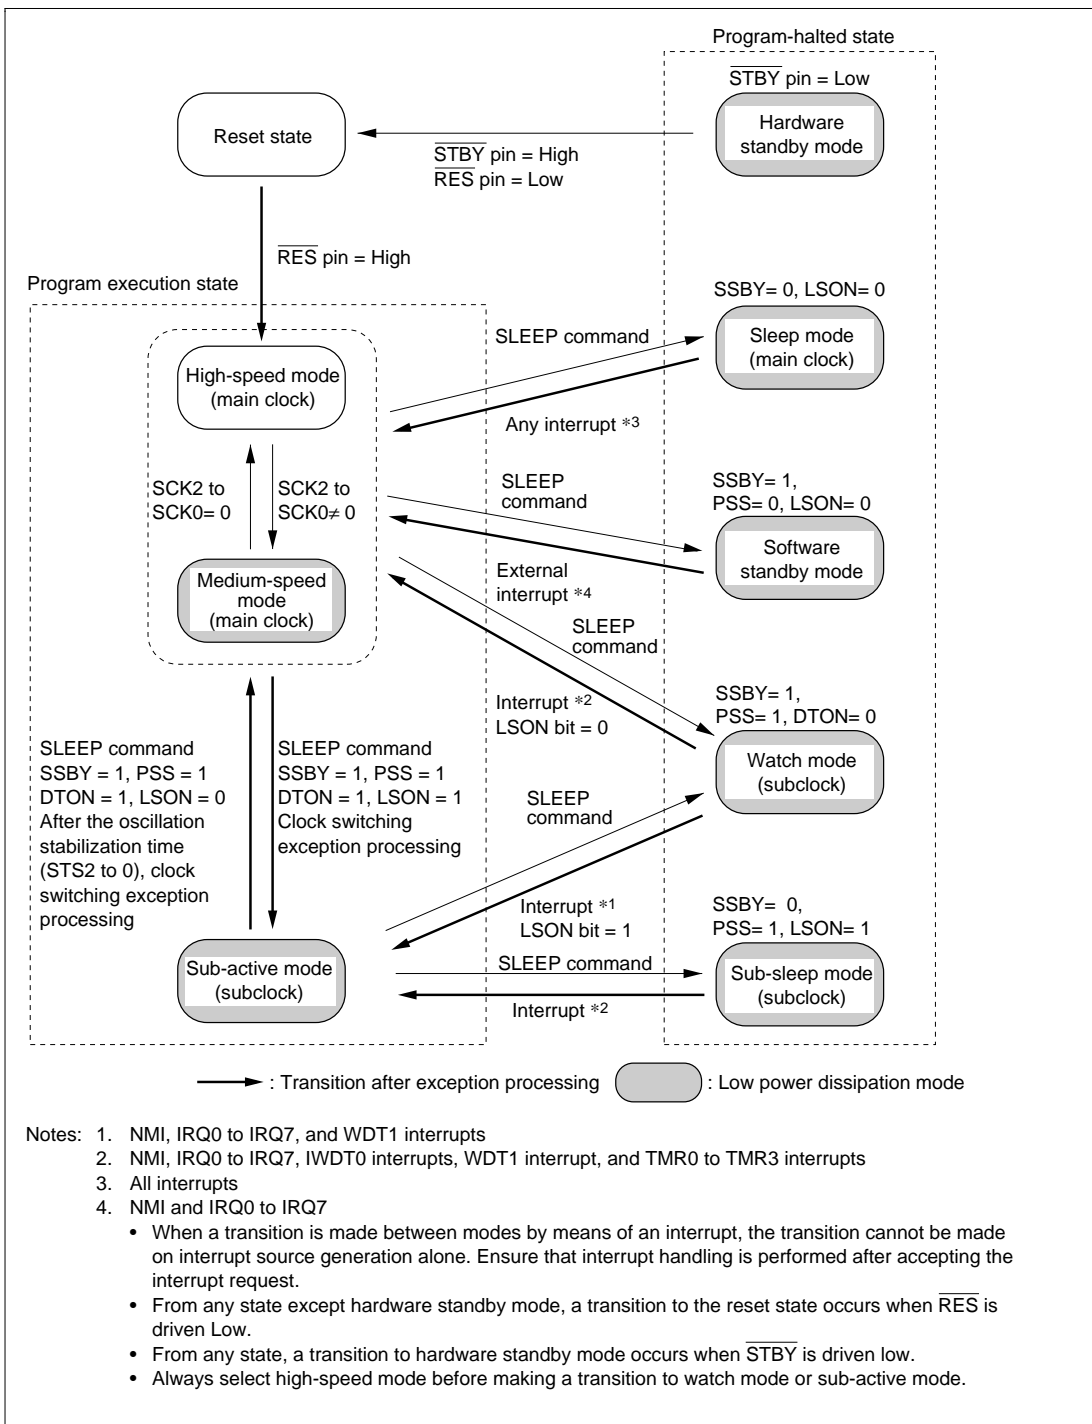 Program-halted state
STBY pin = Low
Hardware
standby mode
Reset state
STBY pin = High
RES pin = Low
RES pin = High
Program execution state
SSBY= 0, LSON= 0
Sleep mode
(main clock)
SLEEP command
High-speed mode
(main clock)
Any interrupt *3
SCK2 to
SCK0= 0
SCK2 to
SCK0≠ 0
SLEEP
command
SSBY= 1,
PSS= 0, LSON= 0
Software
standby mode
Medium-speed
mode
(main clock)
External
interrupt *4
SLEEP
command
Interrupt *2
LSON bit = 0
SSBY= 1,
PSS= 1, DTON= 0
Watch mode
(subclock)
SLEEP command
SSBY = 1, PSS = 1
DTON = 1, LSON = 0
After the oscillation
stabilization time
(STS2 to 0), clock
switching exception
processing
SLEEP command
SSBY = 1, PSS = 1
DTON = 1, LSON = 1
Clock switching
exception processing
SLEEP
command
Interrupt *1
LSON bit = 1
SSBY=  0,
PSS= 1, LSON= 1
Sub-active mode
(subclock)
SLEEP command
Sub-sleep mode
(subclock)
Interrupt *2
: Transition after exception processing
: Low power dissipation mode
Notes: 1. NMI, IRQ0 to IRQ7, and WDT1 interrupts
2. NMI, IRQ0 to IRQ7, IWDT0 interrupts, WDT1 interrupt, and TMR0 to TMR3 interrupts
3. All interrupts
4. NMI and IRQ0 to IRQ7
• When a transition is made between modes by means of an interrupt, the transition cannot be made
on interrupt source generation alone. Ensure that interrupt handling is performed after accepting the
interrupt request.
• From any state except hardware standby mode, a transition to the reset state occurs when RES is
driven Low.
• From any state, a transition to hardware standby mode occurs when STBY is driven low.
• Always select high-speed mode before making a transition to watch mode or sub-active mode.